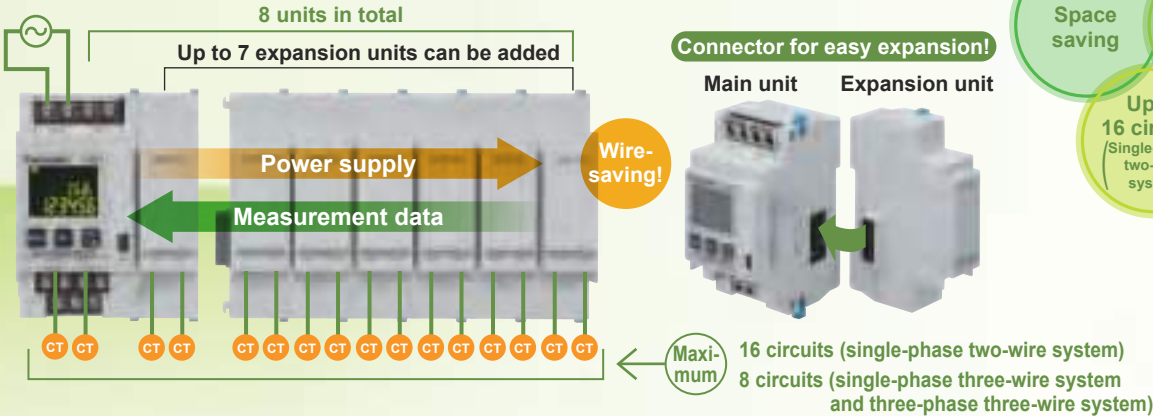 8 units in total
Up to 7 expansion units can be added
Power supply
Measurement data
Wire-
saving!
CT CT CT CT CT CT CT CT CT CT CT CT CT CT CT CT
Connector for easy expansion!
Main unit Expansion unit
Space
saving
Up
16
two-
Maxi-
mum
16 circuits (single-phase two-wire system)
8 circuits (single-phase three-wire system
and three-phase three-wire system)